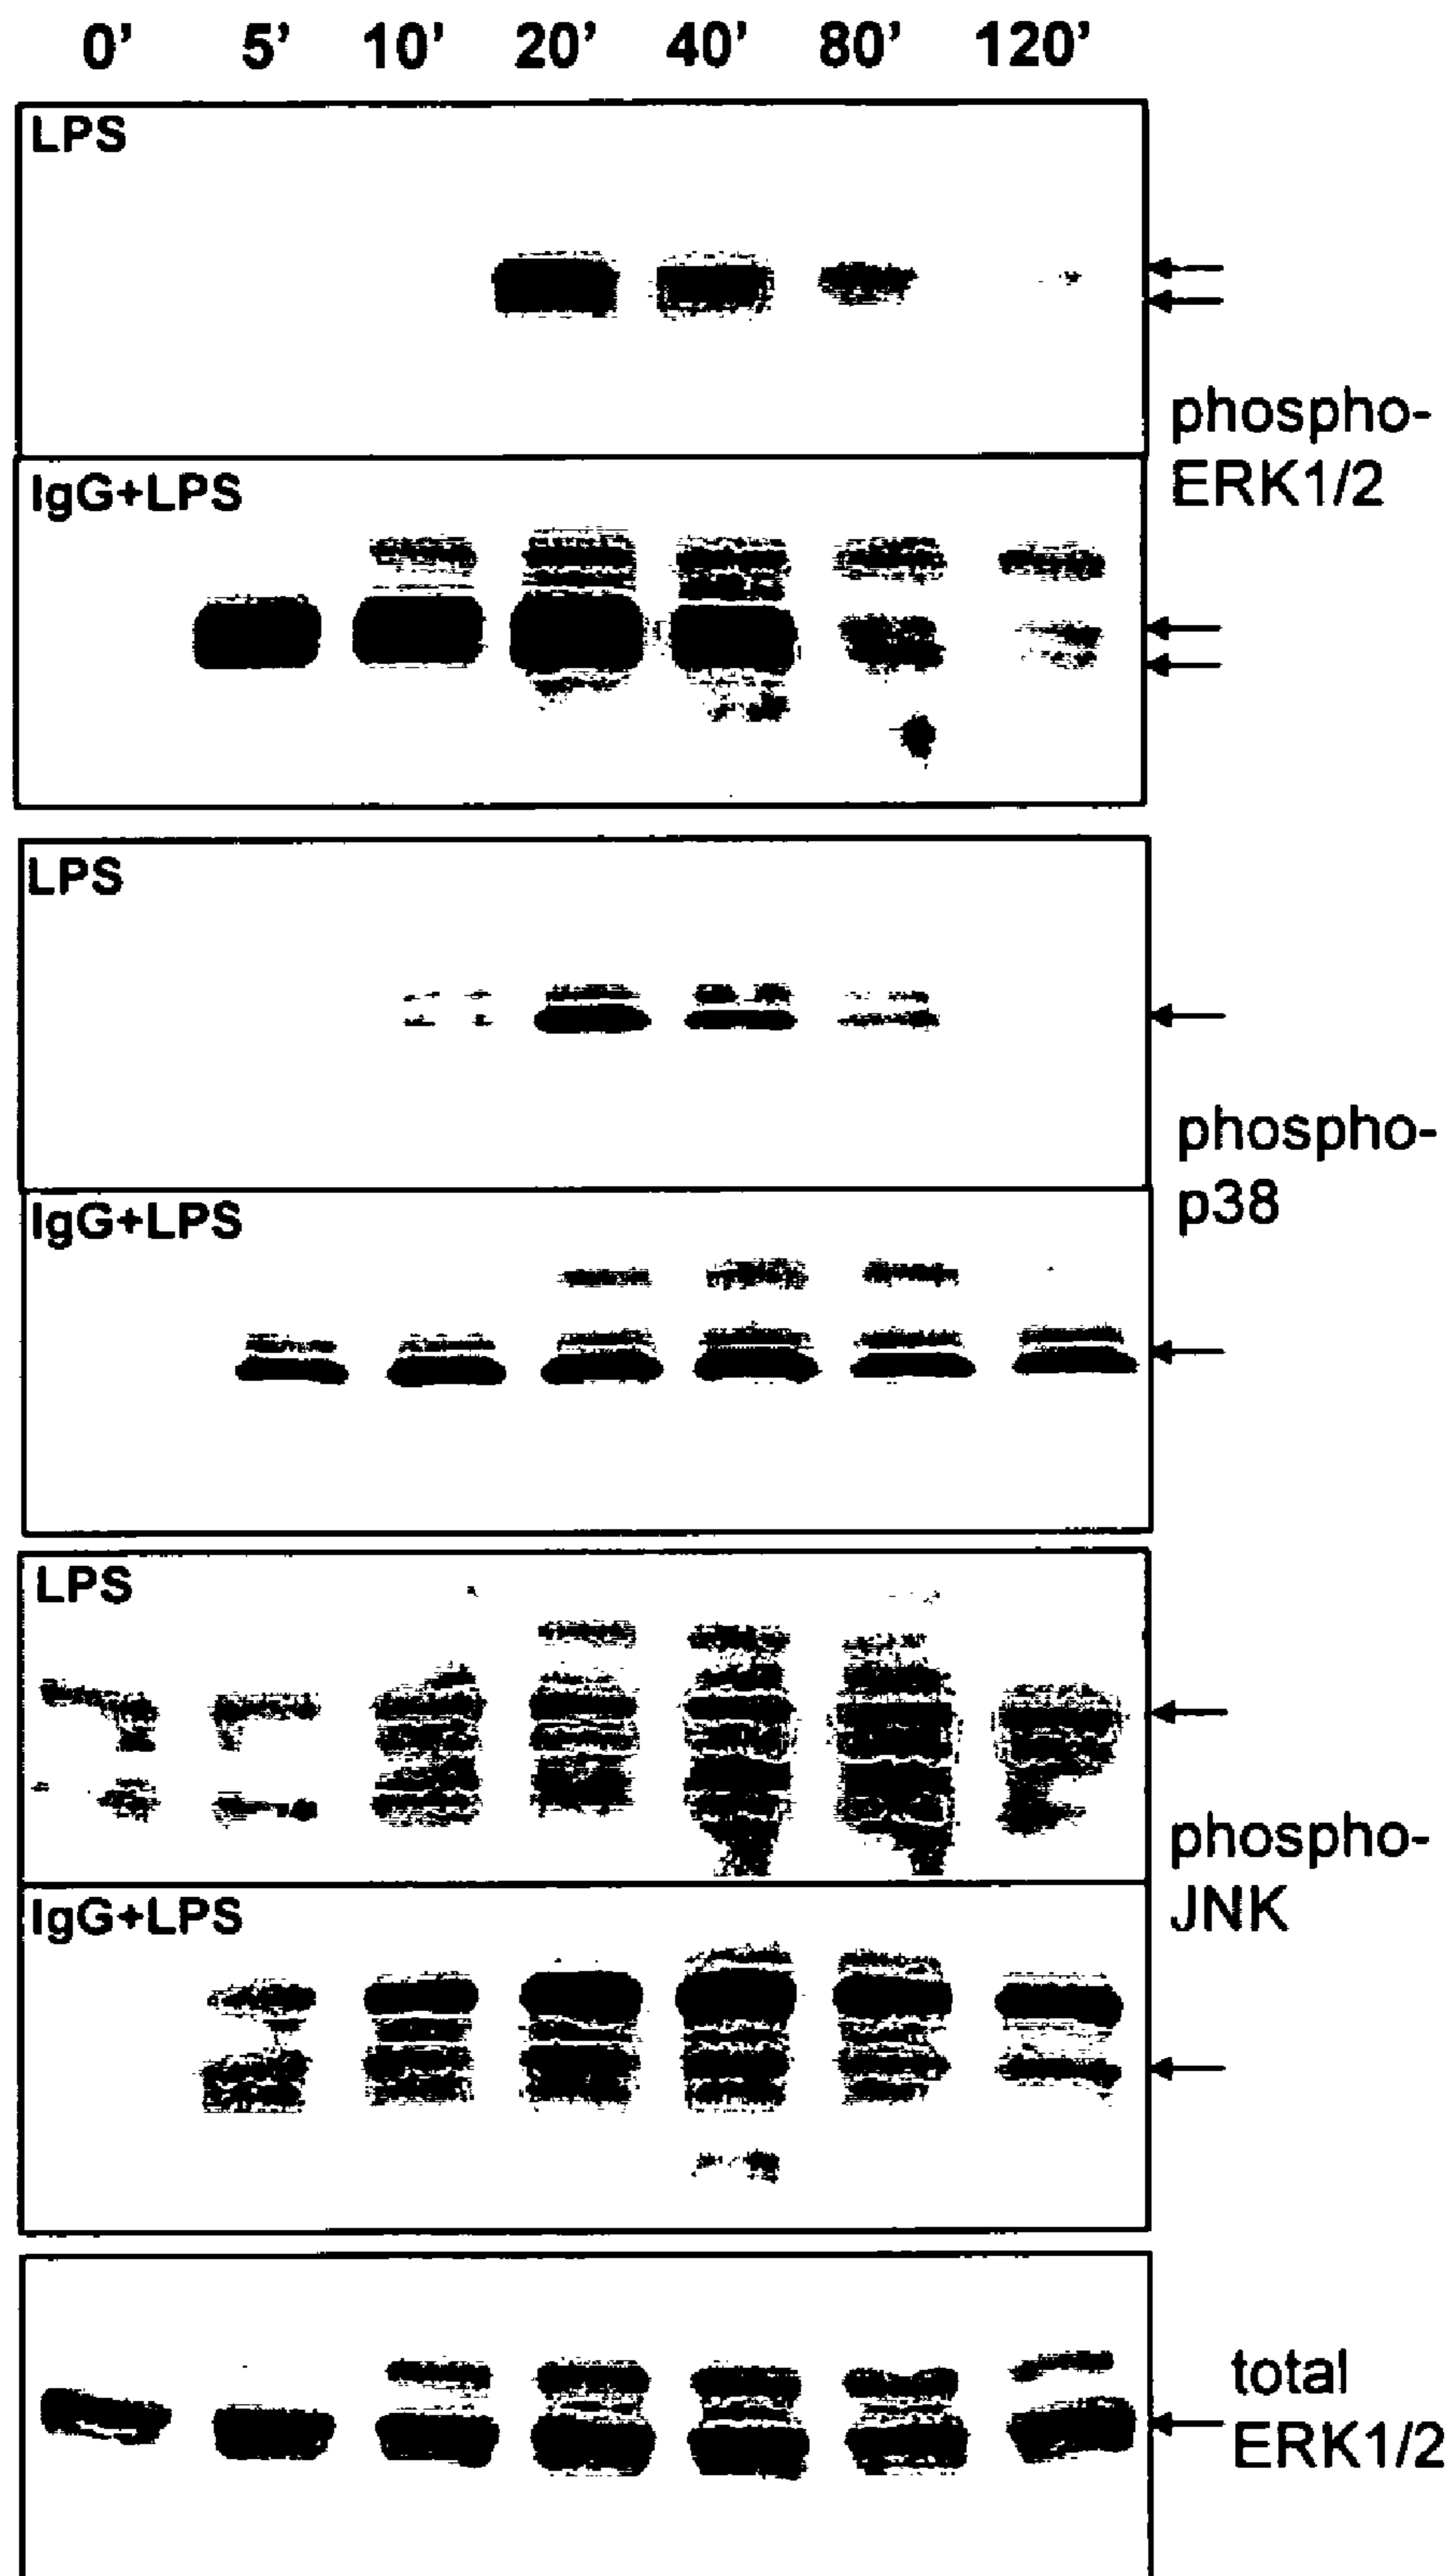 0’ 5’ 10’ 20’ 40’ 80’ 120’
LPS
phospho-
ERK1/2
IgG+LPS
LPS
phospho-
p38
IgG+LPS
LPS
phospho-
JNK
IgG+LPS
total
ERK1/2